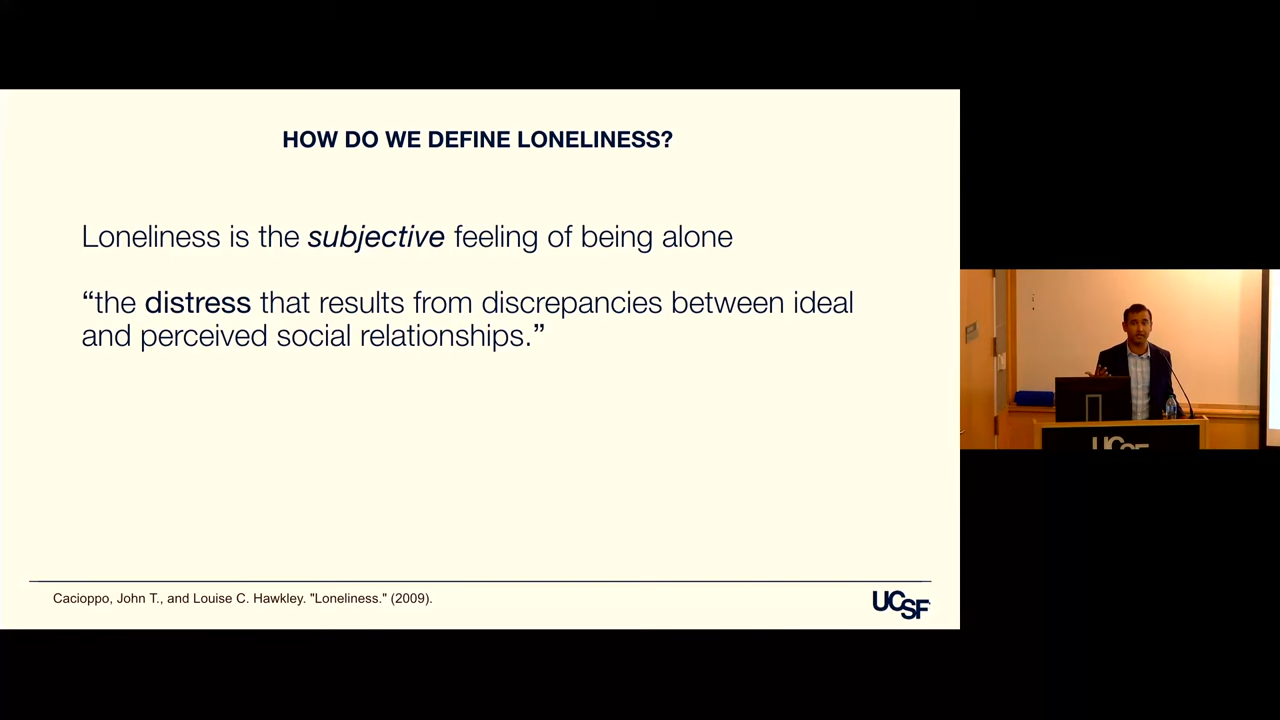 HOW DO WE DEFINE LONELINESS?
Loneliness is the subjective feeling of being alone
“the distress that results from discrepancies between ideal
and perceived social relationships.”
Cacioppo, John T., and Louise C. Hawkley. "Loneliness." (2009).
UCSF
UCSF